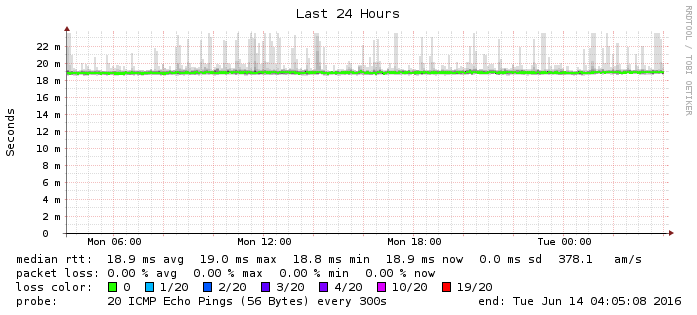 Last 24 Hours
RRDTOOL / TOBI OETIKER
Seconds
22 m
20 m
18 m
16 m
14 m
12 m
10 m
8 m
6 m
4 m
2 m
0
Mon 06:00 Mon 12:00 Mon 18:00 Tue 00:00
median rtt: 18.9 ms avg 19.0 ms max 18.8 ms min 18.9 ms now 0.0 ms sd 378.1 am/s
packet loss: 0.00 % avg 0.00 % max 0.00 % min 0.00 % now
loss color: 0 1/20 2/20 3/20 4/20 10/20 19/20
probe: 20 ICMP Echo Pings (56 Bytes) every 300s end: Tue Jun 14 04:05:08 2016